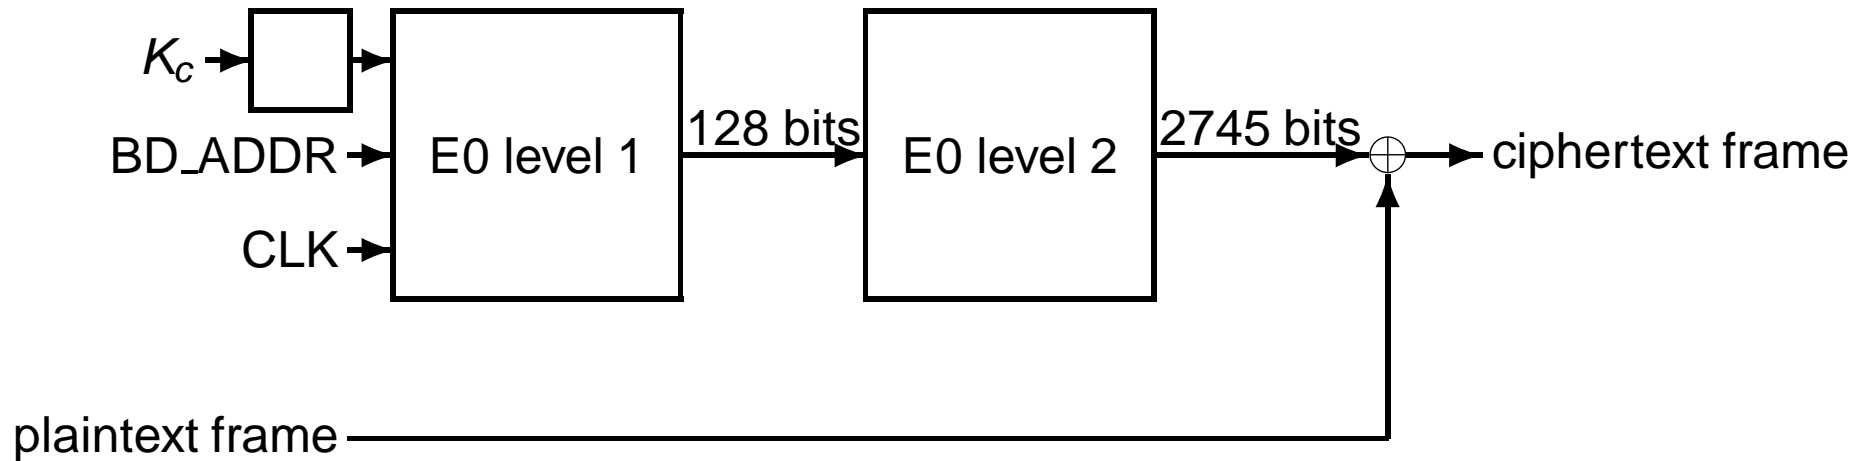 K_c
BD_ADDR
CLK
E0 level 1
128 bits
E0 level 2
2745 bits
ciphertext frame
plaintext frame